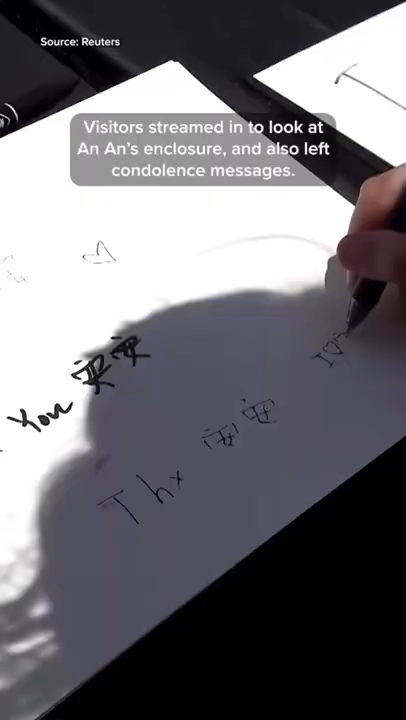 Source: Reuters
Visitors streamed in to look at
An An's enclosure, and also left
condolence messages.
You 安安
Thx 安安
I♡